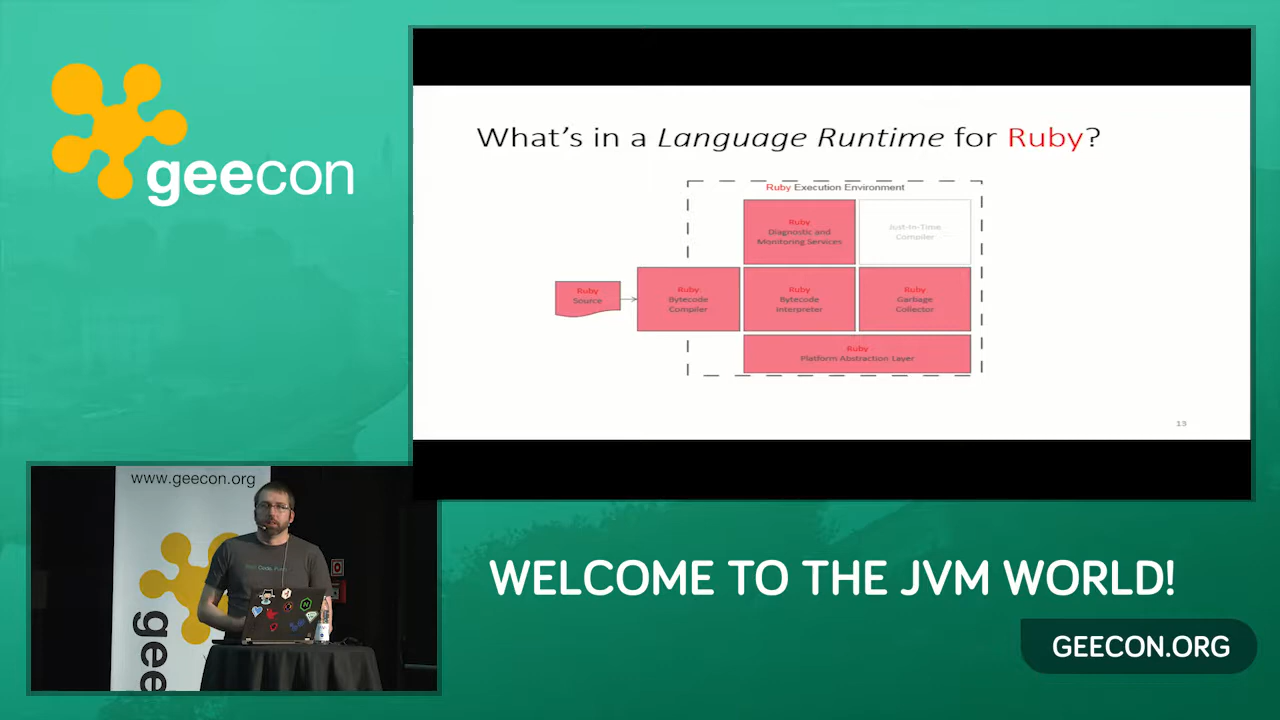 geecon
What's in a Language Runtime for Ruby?
Ruby Execution Environment
Ruby
Diagnostic and
Monitoring Services
Just-In-Time
Compiler
Ruby
Source
Ruby
Bytecode
Compiler
Ruby
Bytecode
Interpreter
Ruby
Garbage
Collector
Ruby
Platform Abstraction Layer
13
www.geecon.org
geecon
WELCOME TO THE JVM WORLD!
GEECON.ORG